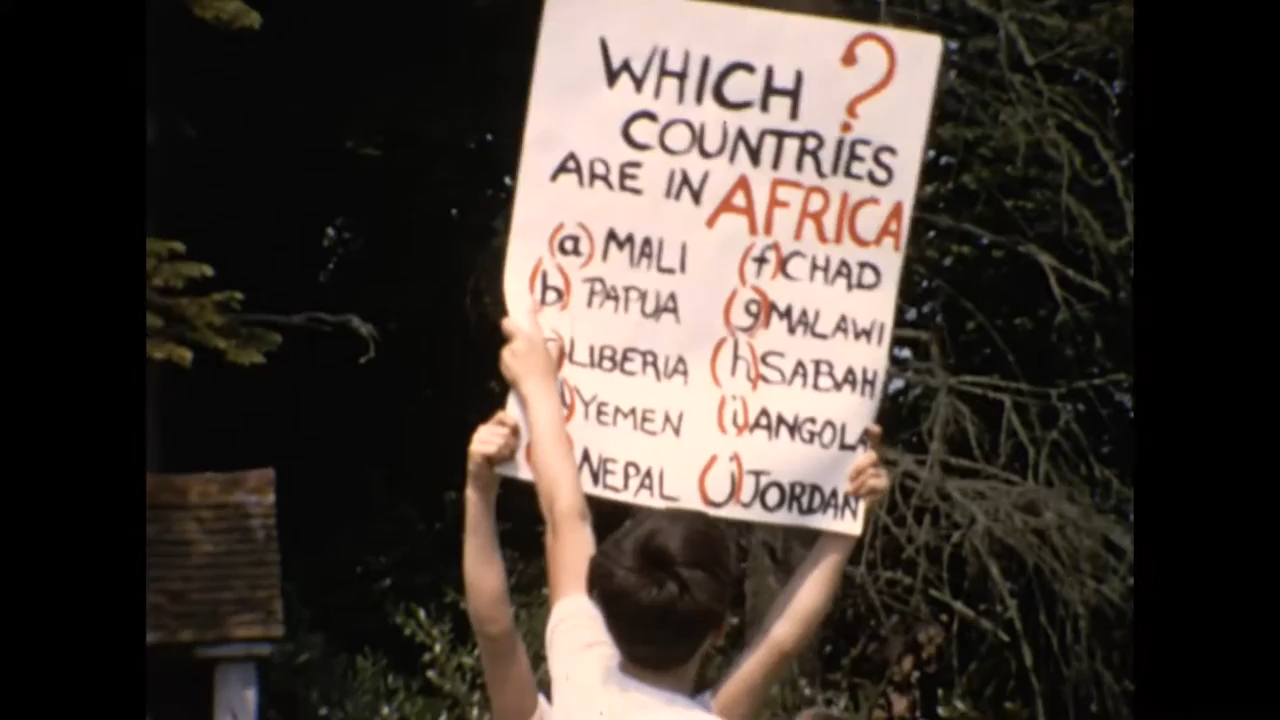 WHICH ?
COUNTRIES
ARE IN AFRICA
(a) MALI
(b) PAPUA
) LIBERIA
) YEMEN
NEPAL
(f) CHAD
(g) MALAWI
(h) SABAH
(i) ANGOLA
(j) JORDAN